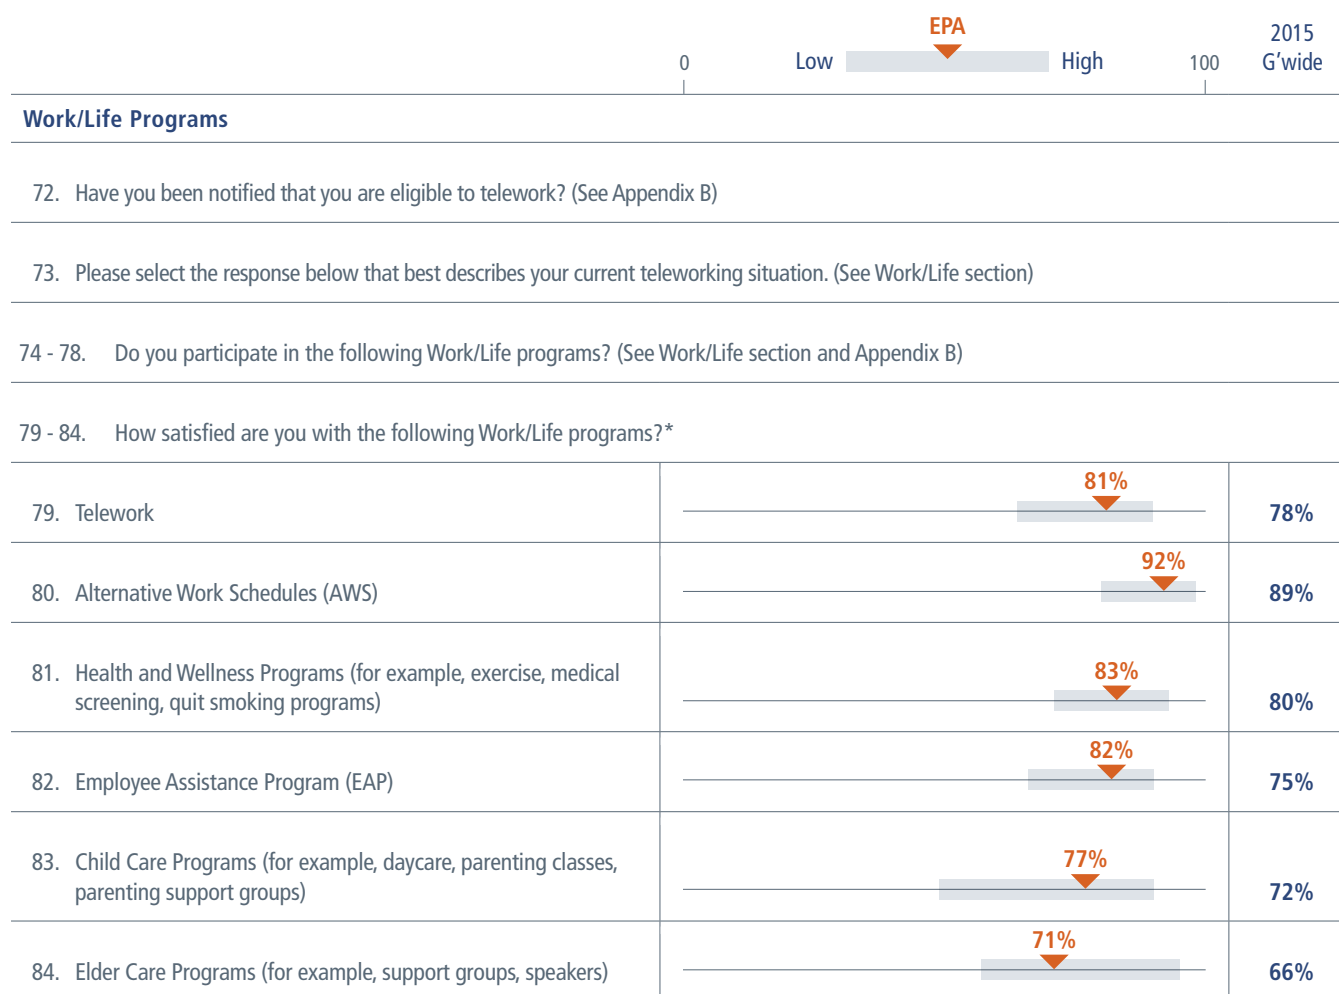 EPA
2015
0 Low High 100 G’wide
Work/Life Programs
72. Have you been notified that you are eligible to telework? (See Appendix B)
73. Please select the response below that best describes your current teleworking situation. (See Work/Life section)
74 - 78. Do you participate in the following Work/Life programs? (See Work/Life section and Appendix B)
79 - 84. How satisfied are you with the following Work/Life programs?*
81%
79. Telework 78%
92%
80. Alternative Work Schedules (AWS) 89%
81. Health and Wellness Programs (for example, exercise, medical 83%
screening, quit smoking programs) 80%
82%
82. Employee Assistance Program (EAP) 75%
83. Child Care Programs (for example, daycare, parenting classes, 77%
parenting support groups) 72%
71%
84. Elder Care Programs (for example, support groups, speakers) 66%